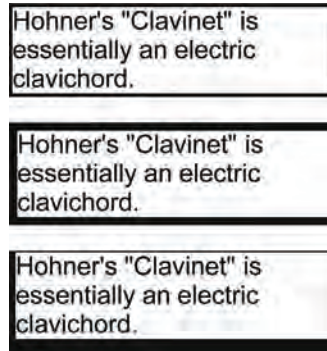 Hohner's "Clavinet" is
essentially an electric
clavichord.
Hohner's "Clavinet" is
essentially an electric
clavichord.
Hohner's "Clavinet" is
essentially an electric
clavichord.